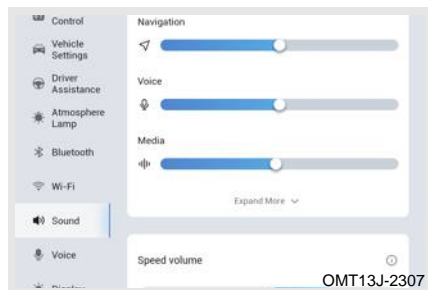 Control
Vehicle
Settings
Driver
Assistance
Atmosphere
Lamp
Bluetooth
Wi-Fi
Sound
Voice
Display
Navigation
Voice
Media
Expand More
Speed volume
OMT13J-2307